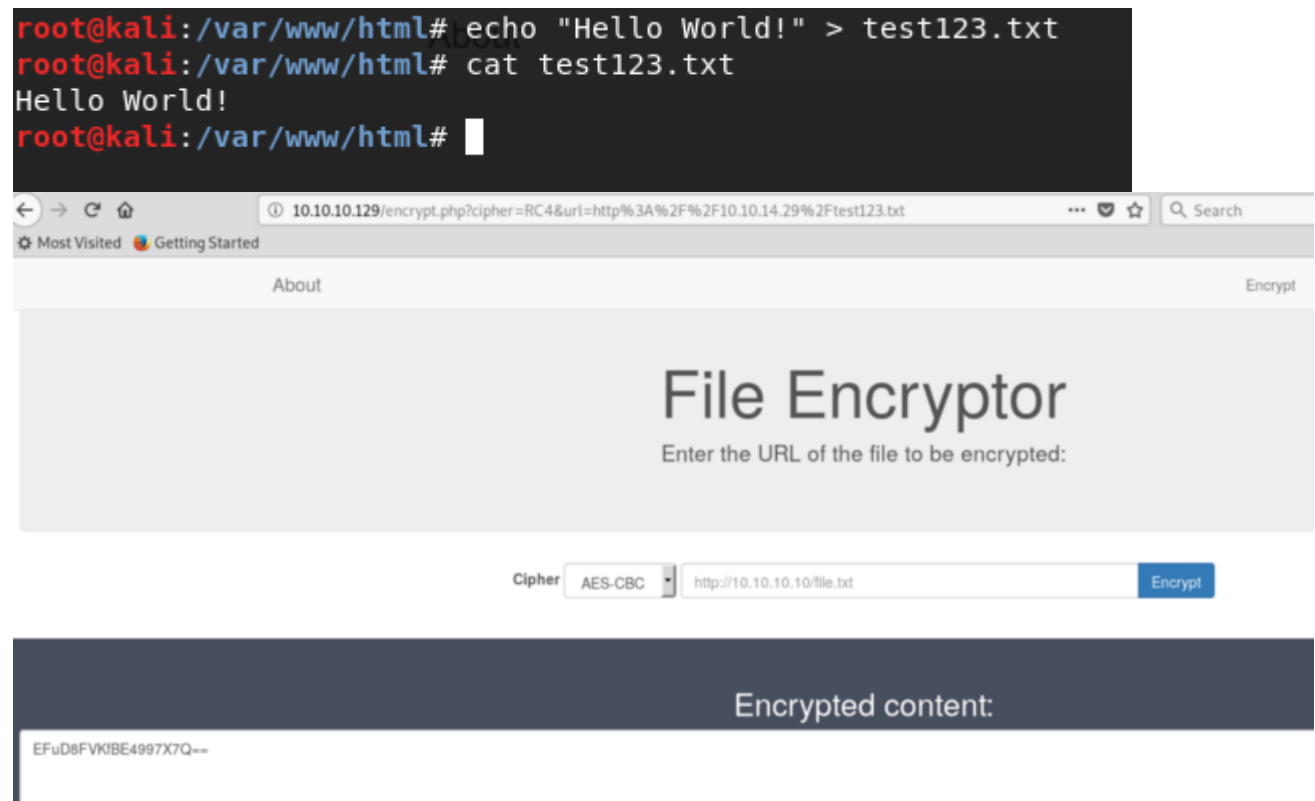 root@kali:/var/www/html# echo "Hello World!" > test123.txt
root@kali:/var/www/html# cat test123.txt
Hello World!
root@kali:/var/www/html#
About
10.10.10.129/encrypt.php?cipher=RC4&url=http%3A%2F%2F10.10.14.29%2Ftest123.txt
Search
Most Visited Getting Started
About Encrypt
File Encryptor
Enter the URL of the file to be encrypted:
Cipher AES-CBC http://10.10.10.10/file.txt Encrypt
Encrypted content: